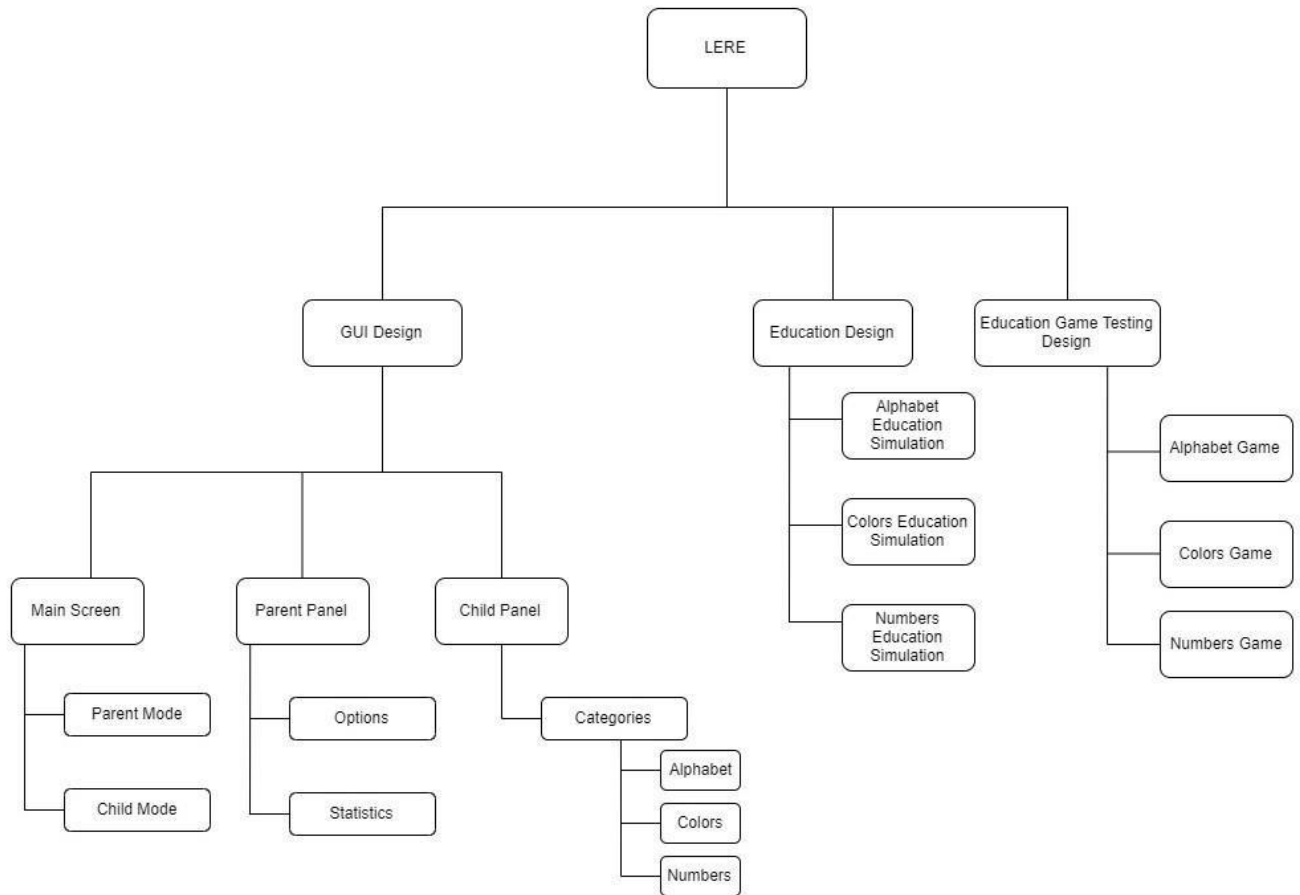 LERE
GUI Design
Education Design
Education Game Testing
Design
Alphabet
Education
Simulation
Colors Education
Simulation
Numbers
Education
Simulation
Alphabet Game
Colors Game
Numbers Game
Main Screen
Parent Panel
Child Panel
Parent Mode
Child Mode
Options
Statistics
Categories
Alphabet
Colors
Numbers